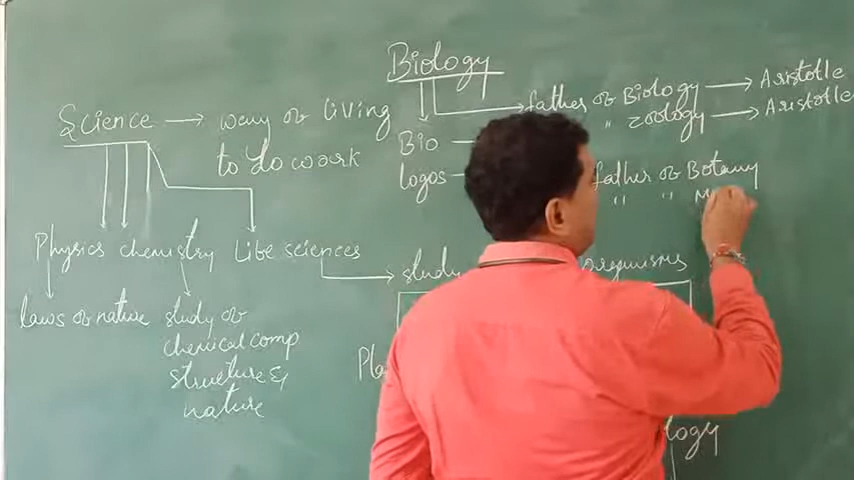 Biology
father of Biology → Aristotle
" zoology → Aristotle
Science → way of living
to do work
Bio
logos
father of Botany
" "
Physics chemistry Life sciences
study organisms
laws of nature study of
chemical comp
structure &
nature